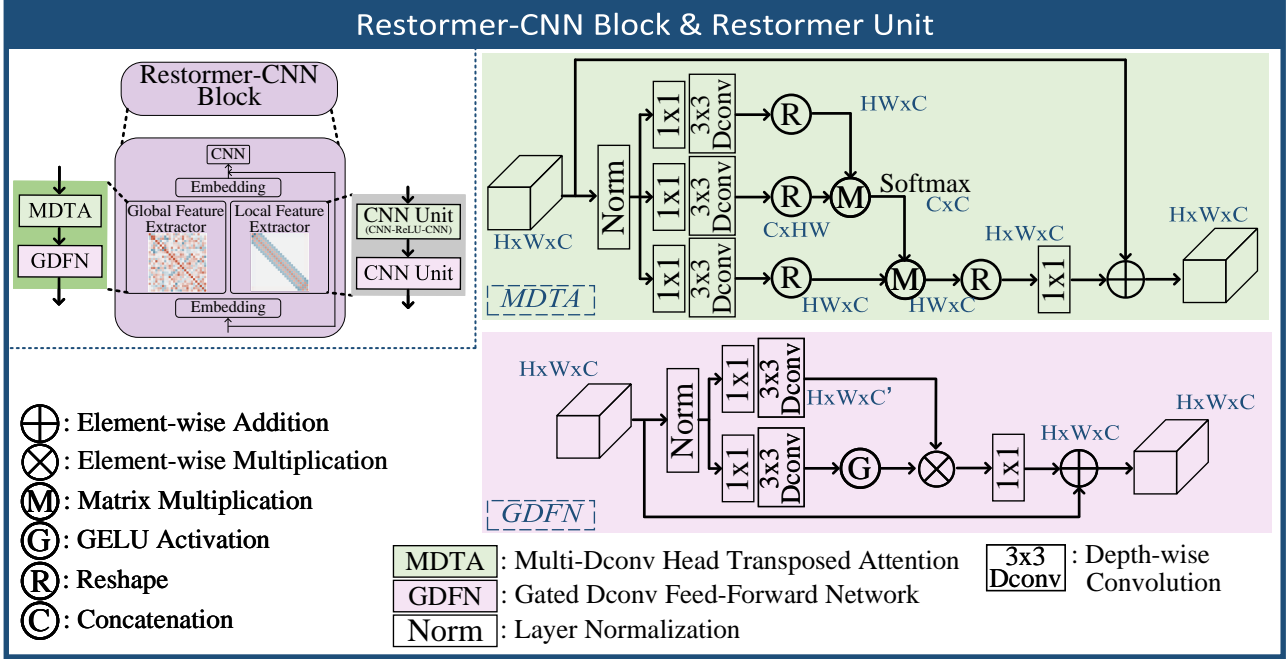 Restormer-CNN Block & Restormer Unit
Restormer-CNN
Block
CNN
Embedding
MDTA
GDFN
Global Feature
Extractor
Local Feature
Extractor
CNN Unit
(CNN-ReLU-CNN)
CNN Unit
Embedding
HxWxC
Norm
1x1
3x3
Dconv
R
HWxC
1x1
3x3
Dconv
R
CxHW
M
Softmax
CxC
1x1
3x3
Dconv
R
HWxC
M
HWxC
R
HxWxC
1x1
HxWxC
MDTA
HxWxC
Norm
1x1
3x3
Dconv
HxWxC’
1x1
3x3
Dconv
G
1x1
HxWxC
HxWxC
GDFN
: Element-wise Addition
: Element-wise Multiplication
M : Matrix Multiplication
G : GELU Activation
R : Reshape
C : Concatenation
MDTA : Multi-Dconv Head Transposed Attention
GDFN : Gated Dconv Feed-Forward Network
Norm : Layer Normalization
3x3
Dconv
: Depth-wise
Convolution